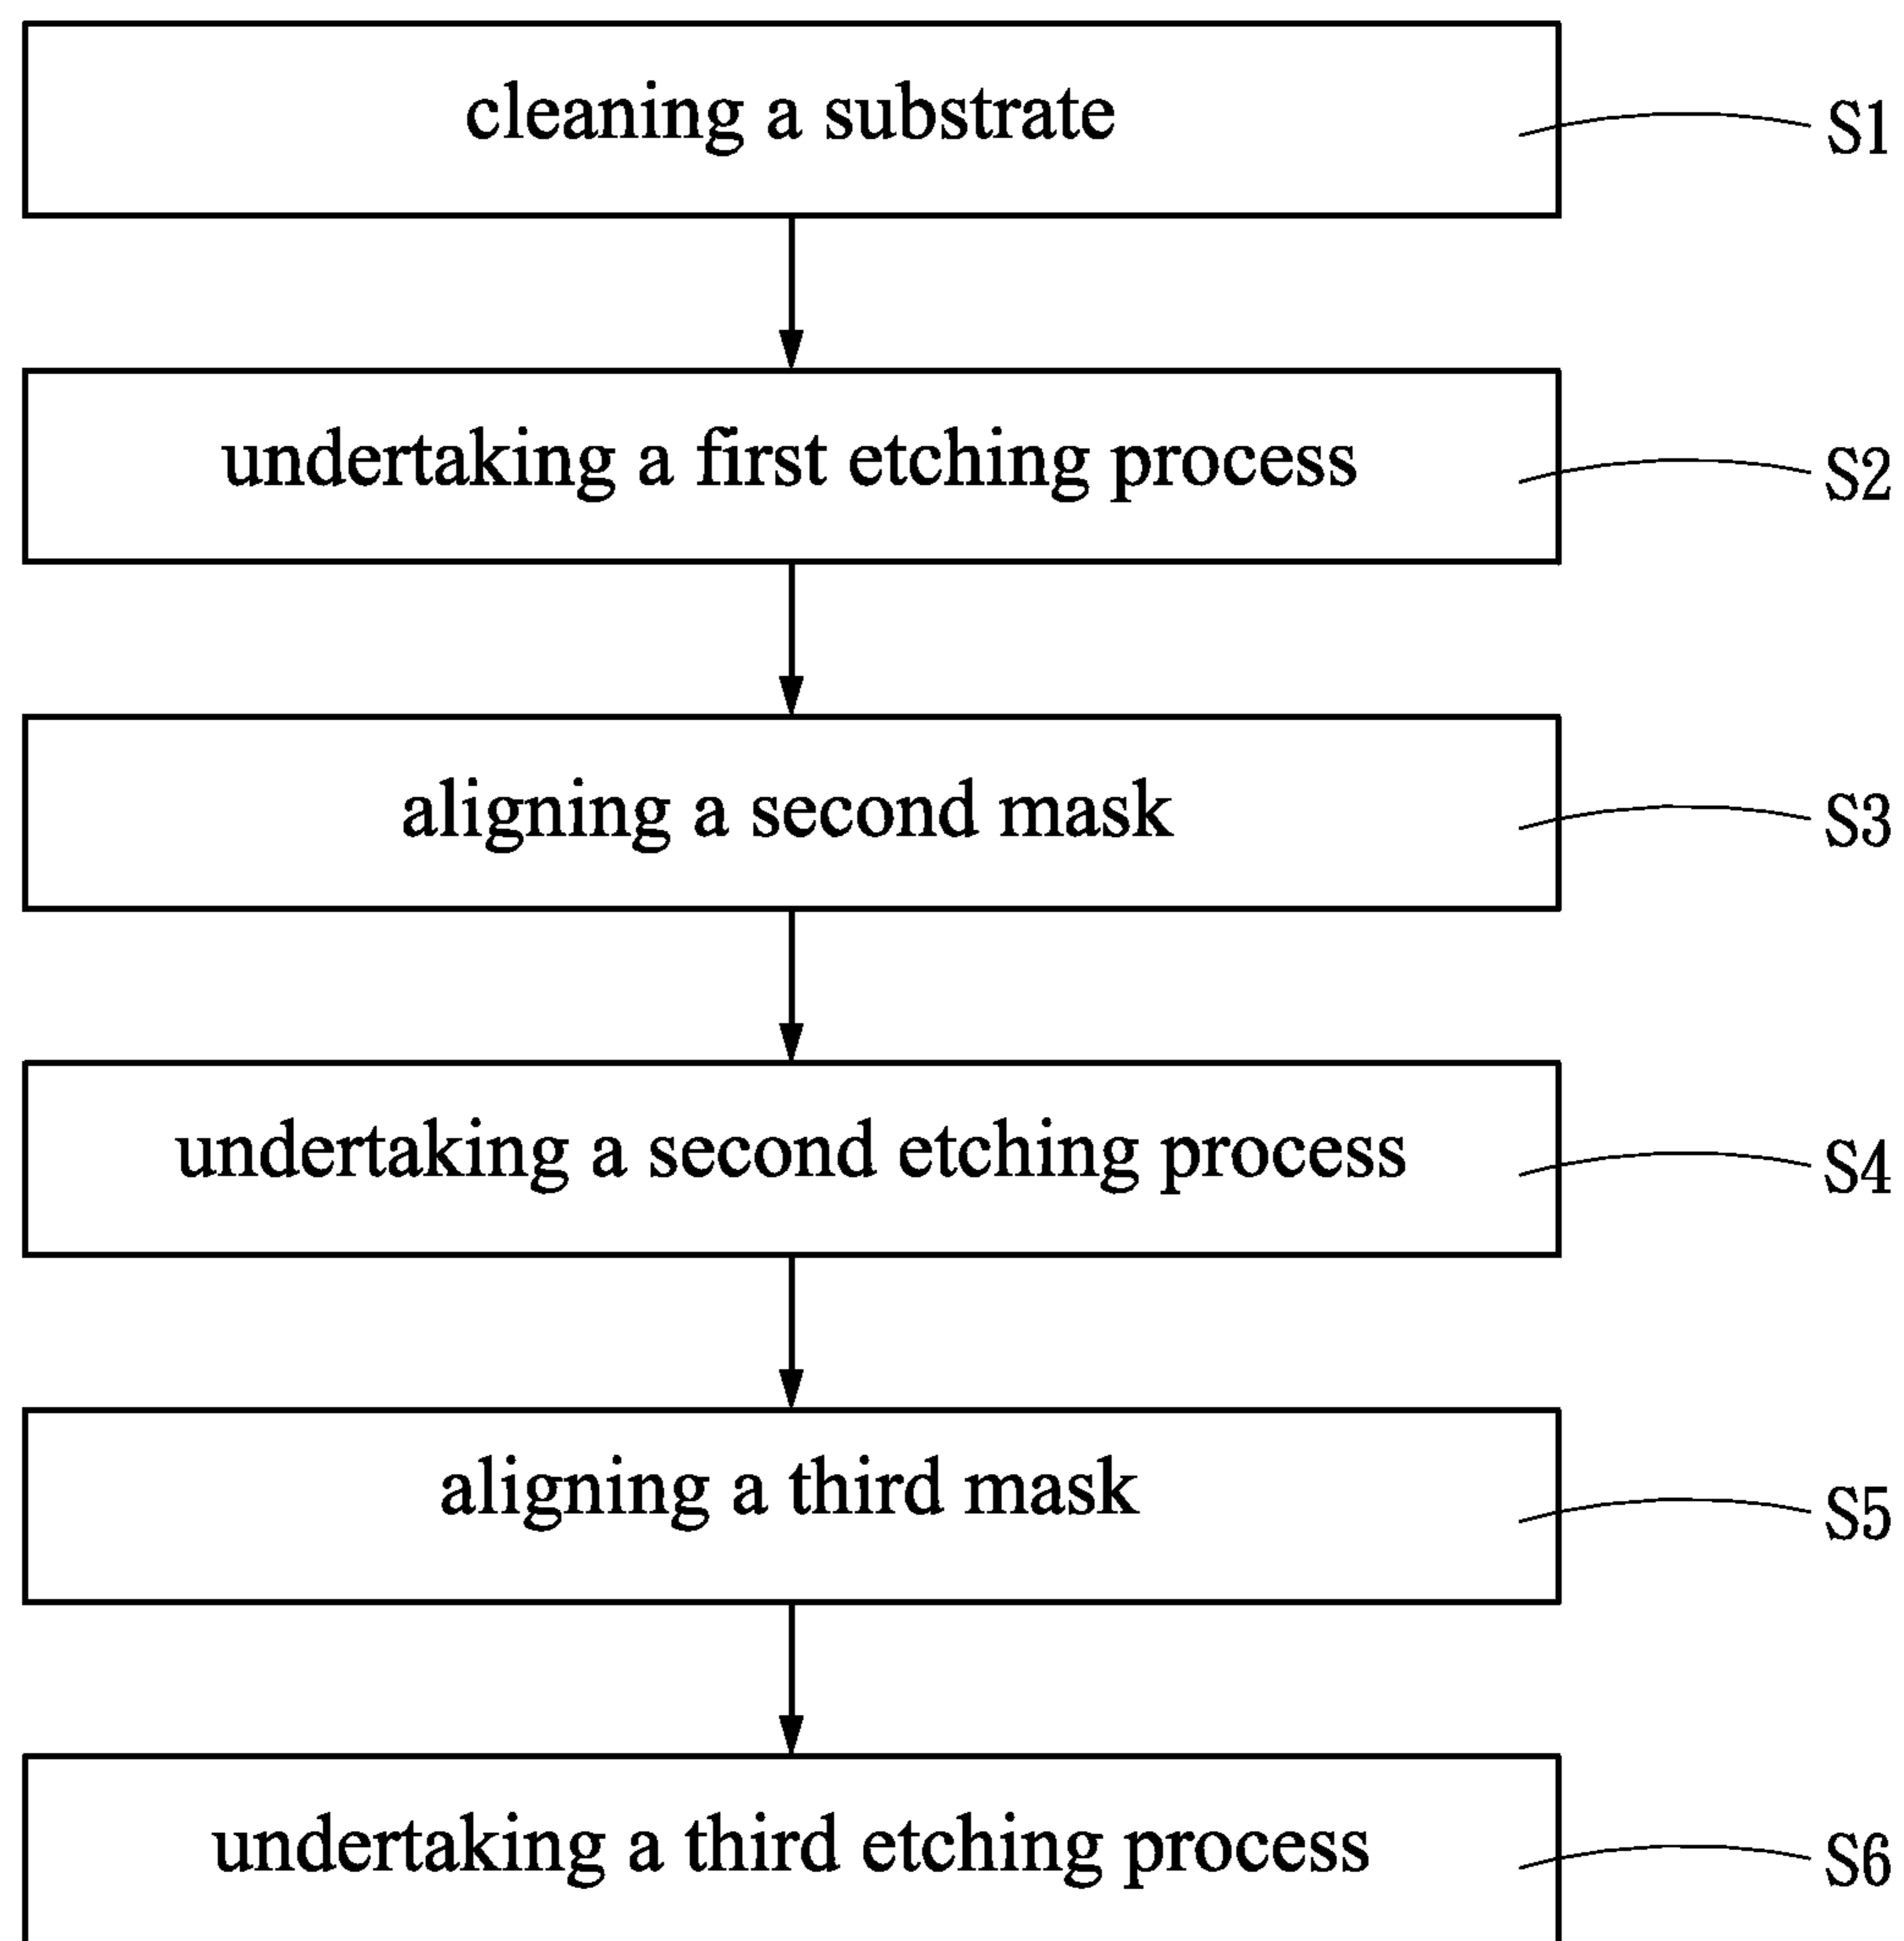 cleaning a substrate S1
undertaking a first etching process S2
aligning a second mask S3
undertaking a second etching process S4
aligning a third mask S5
undertaking a third etching process S6